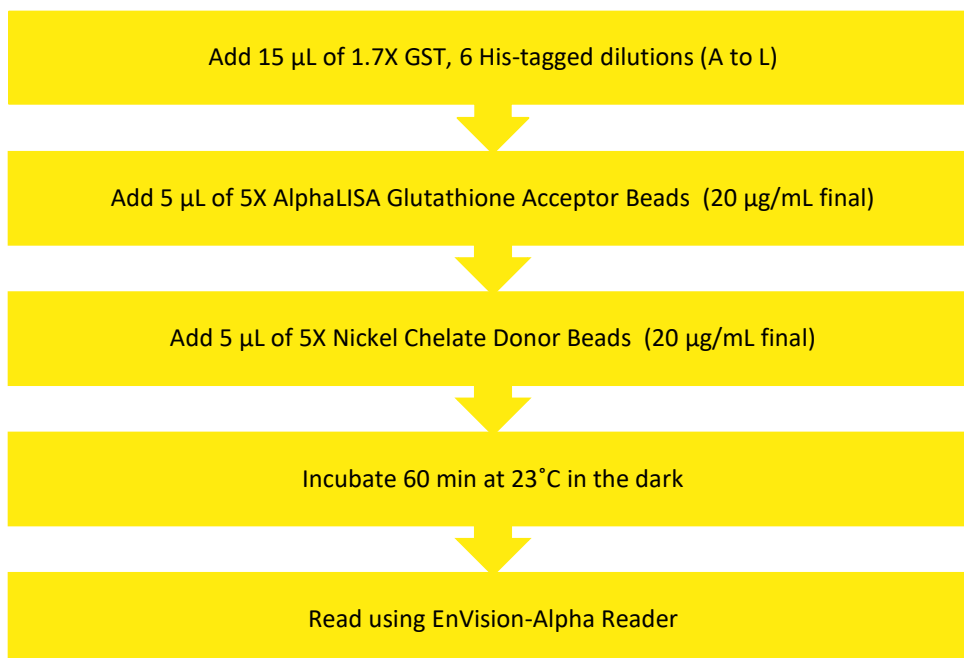 Add 15 µL of 1.7X GST, 6 His-tagged dilutions (A to L)
Add 5 µL of 5X AlphaLISA Glutathione Acceptor Beads  (20 µg/mL final)
Add 5 µL of 5X Nickel Chelate Donor Beads  (20 µg/mL final)
Incubate 60 min at 23˚C in the dark
Read using EnVision-Alpha Reader